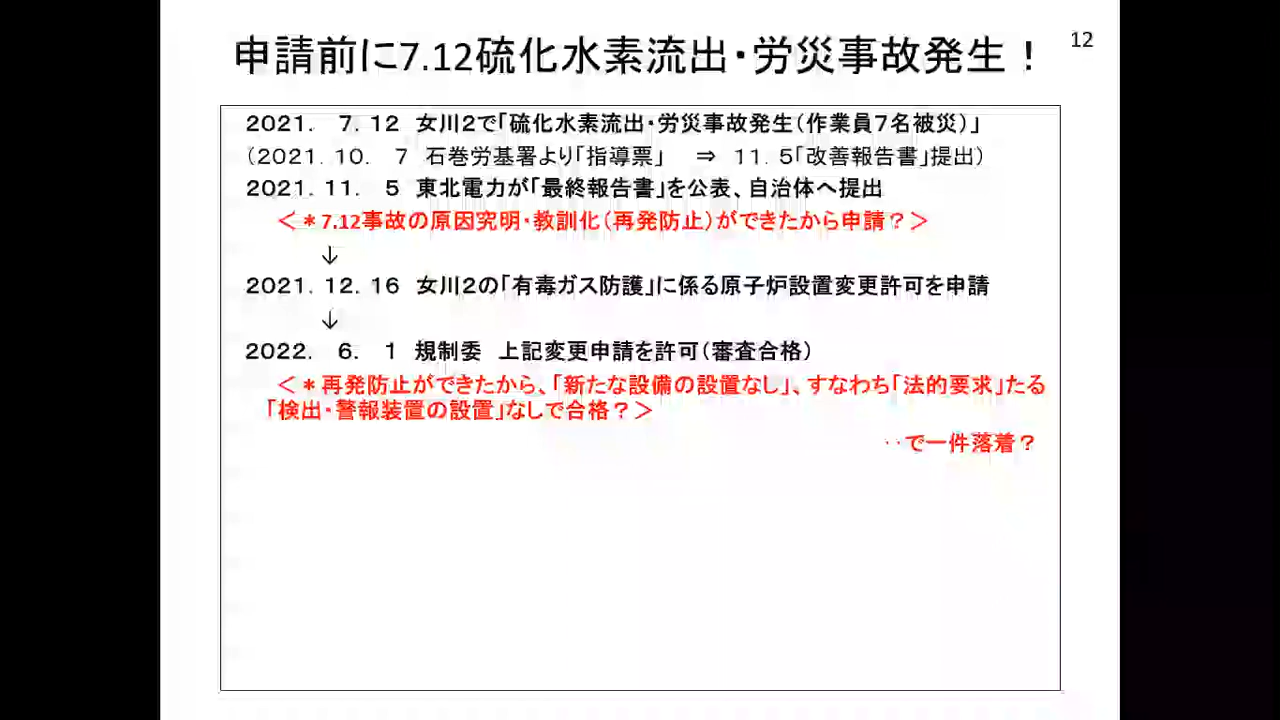 申請前に7.12硫化水素流出・労災事故発生！
12
2021． 7．12 女川2で「硫化水素流出・労災事故発生（作業員7名被災）」
（2021．10． 7 石巻労基署より「指導票」 ⇒ 11．5「改善報告書」提出）
2021．11． 5 東北電力が「最終報告書」を公表、自治体へ提出
＜＊7.12事故の原因究明・教訓化（再発防止）ができたから申請？＞
↓
2021．12．16 女川2の「有毒ガス防護」に係る原子炉設置変更許可を申請
↓
2022． 6． 1 規制委 上記変更申請を許可（審査合格）
＜＊再発防止ができたから、「新たな設備の設置なし」、すなわち「法的要求」たる
「検出・警報装置の設置」なしで合格？＞
‥で一件落着？